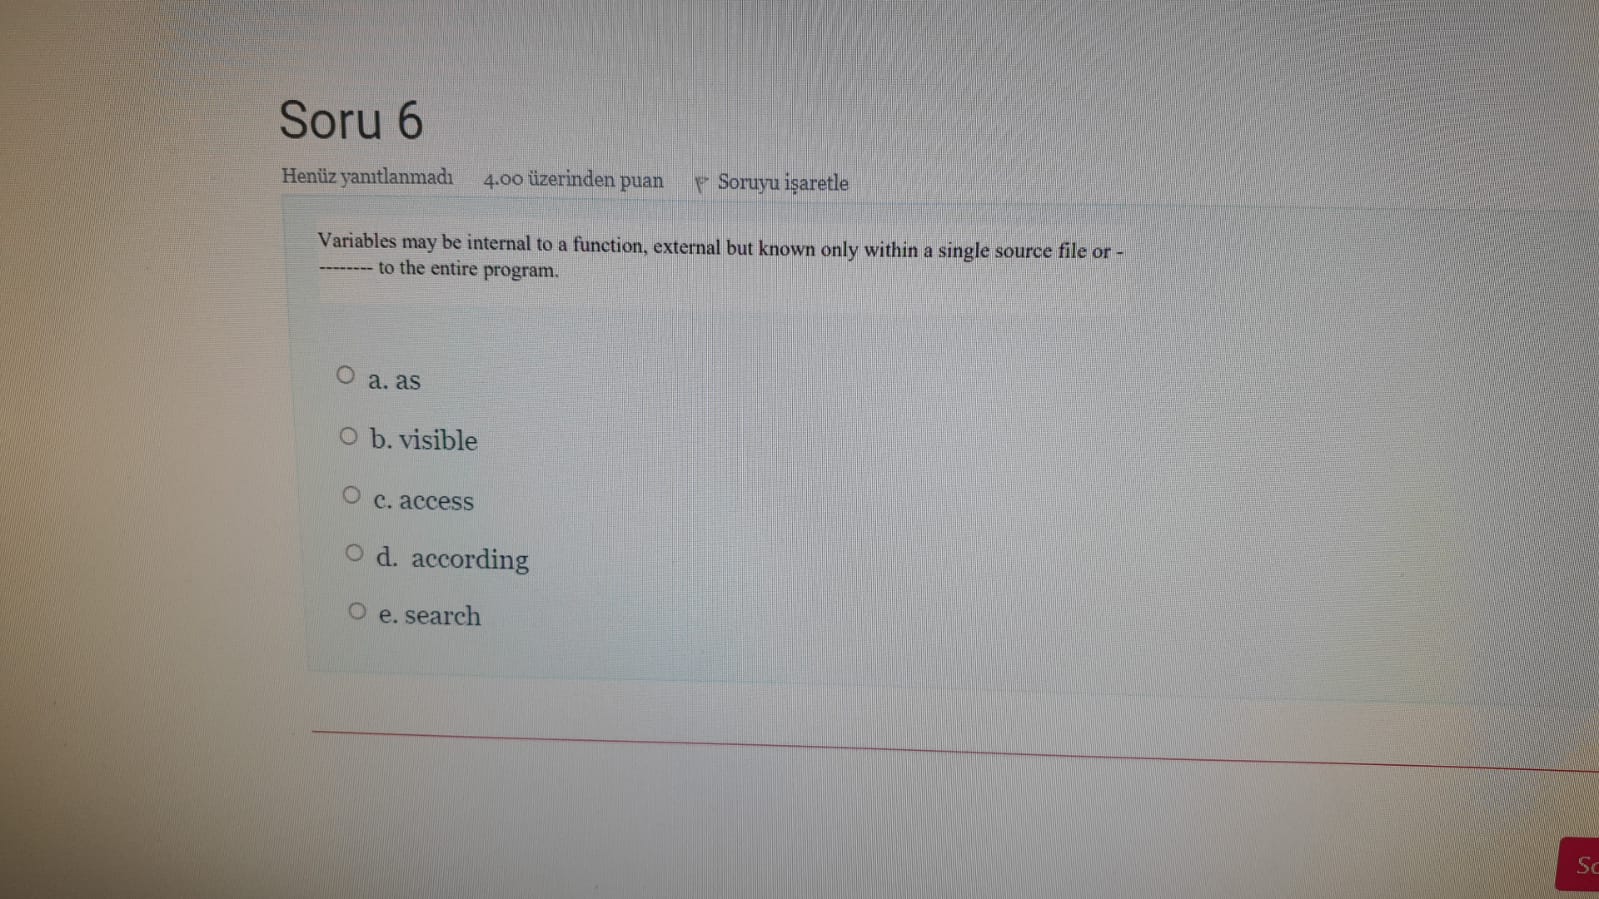 Soru 6
Henüz yanıtlanmadı 4.00 üzerinden puan Soruyu işaretle
Variables may be internal to a function, external but known only within a single source file or -
-------- to the entire program.
a. as
b. visible
c. access
d. according
e. search